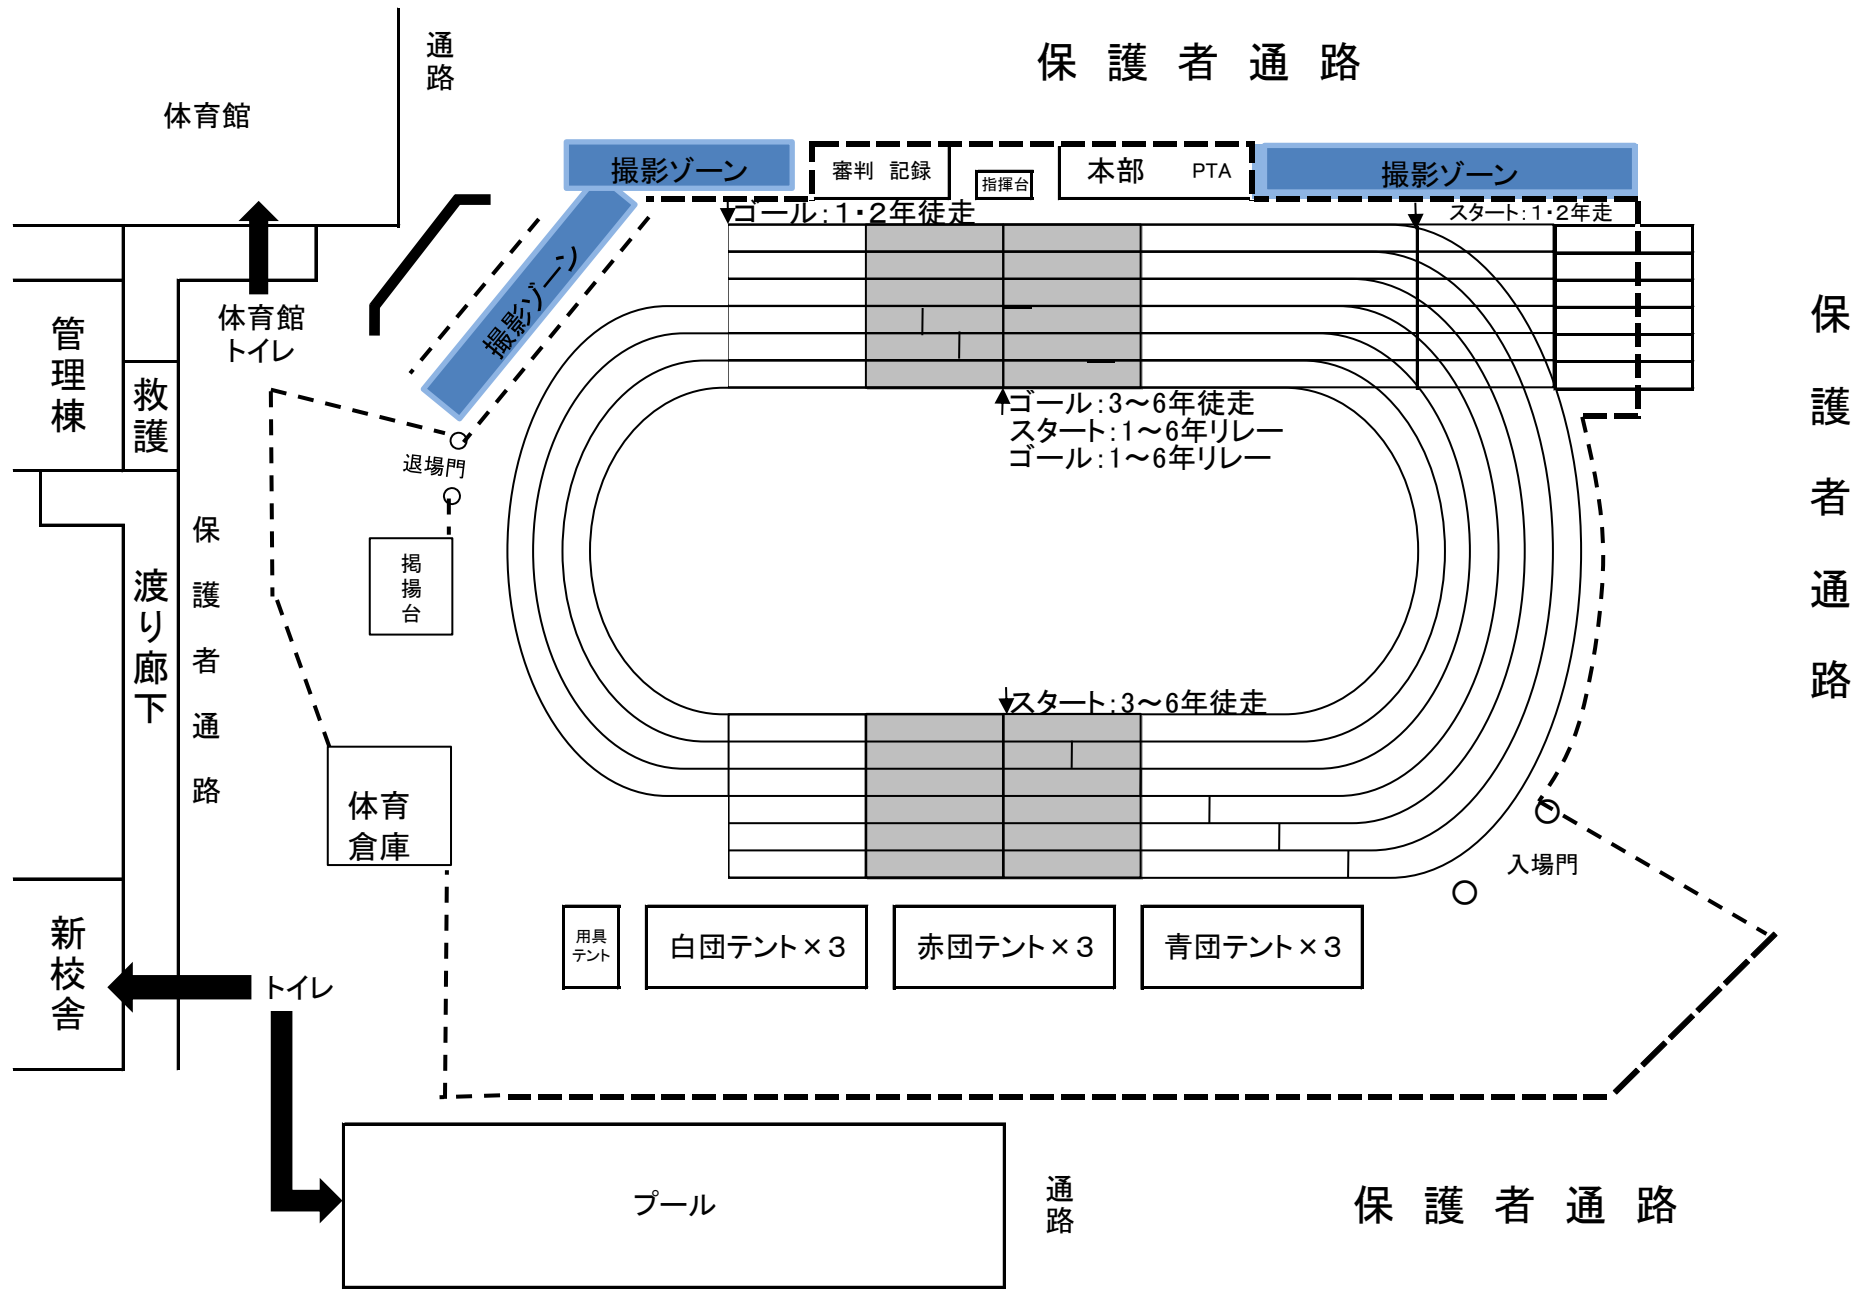 通路
保護者通路
体育館
撮影ゾーン
審判 記録
指揮台
本部 PTA
撮影ゾーン
ゴール:1・2年徒走
スタート:1・2年走
撮影ゾーン
体育館
トイレ
管理棟
救護
ゴール:3～6年徒走
スタート:1～6年リレー
ゴール:1～6年リレー
退場門
保護者通路
掲揚台
渡り廊下
保護者通路
スタート:3～6年徒走
体育
倉庫
入場門
新校舎
用具
テント
白団テント×3
赤団テント×3
青団テント×3
トイレ
プール
通路
保護者通路